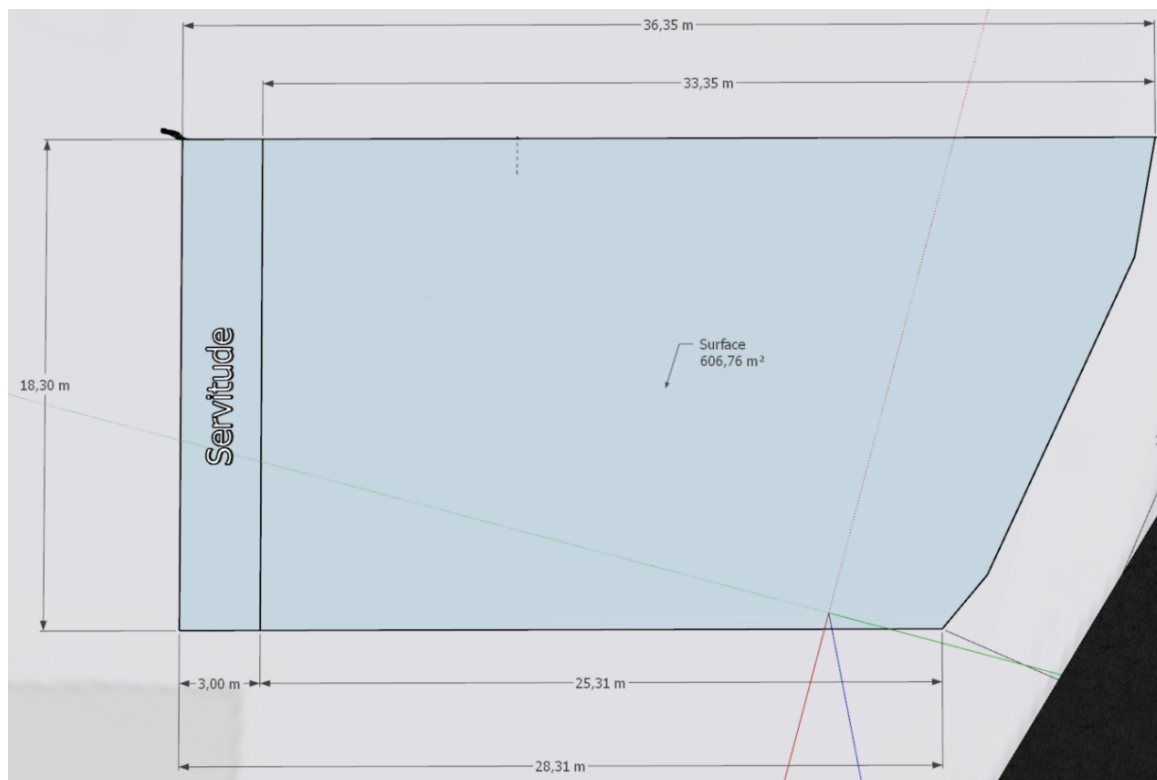 36,35 m
33,35 m
Surface
606,76 m²
18,30 m
Servitude
3,00 m
25,31 m
28,31 m